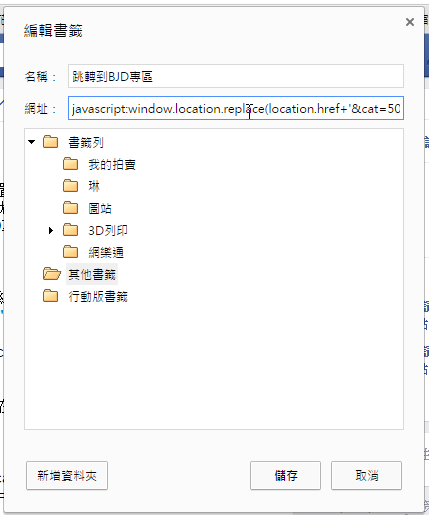 編輯書籤
名稱： 跳轉到BJD專區
網址： javascript:window.location.replace(location.href+'&cat=50
書籤列
我的拍賣
琳
圖站
3D列印
網樂通
其他書籤
行動版書籤
新增資料夾 儲存 取消